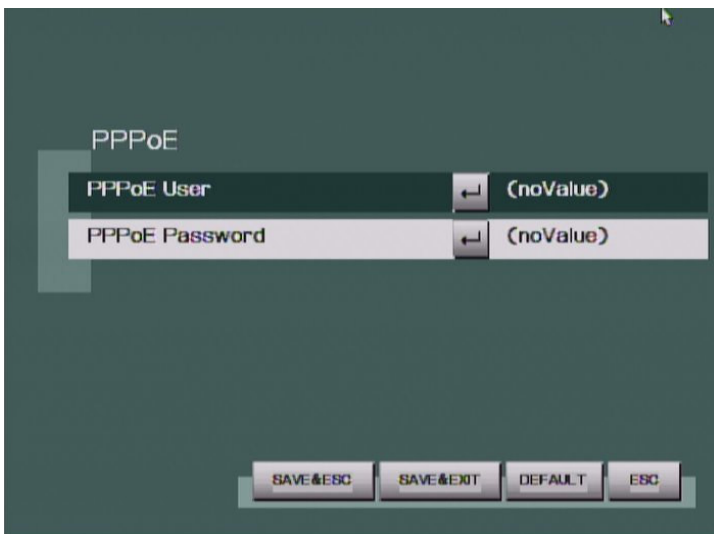 PPPoE
PPPoE User (noValue)
PPPoE Password (noValue)
SAVE&ESC SAVE&EXIT DEFAULT ESC